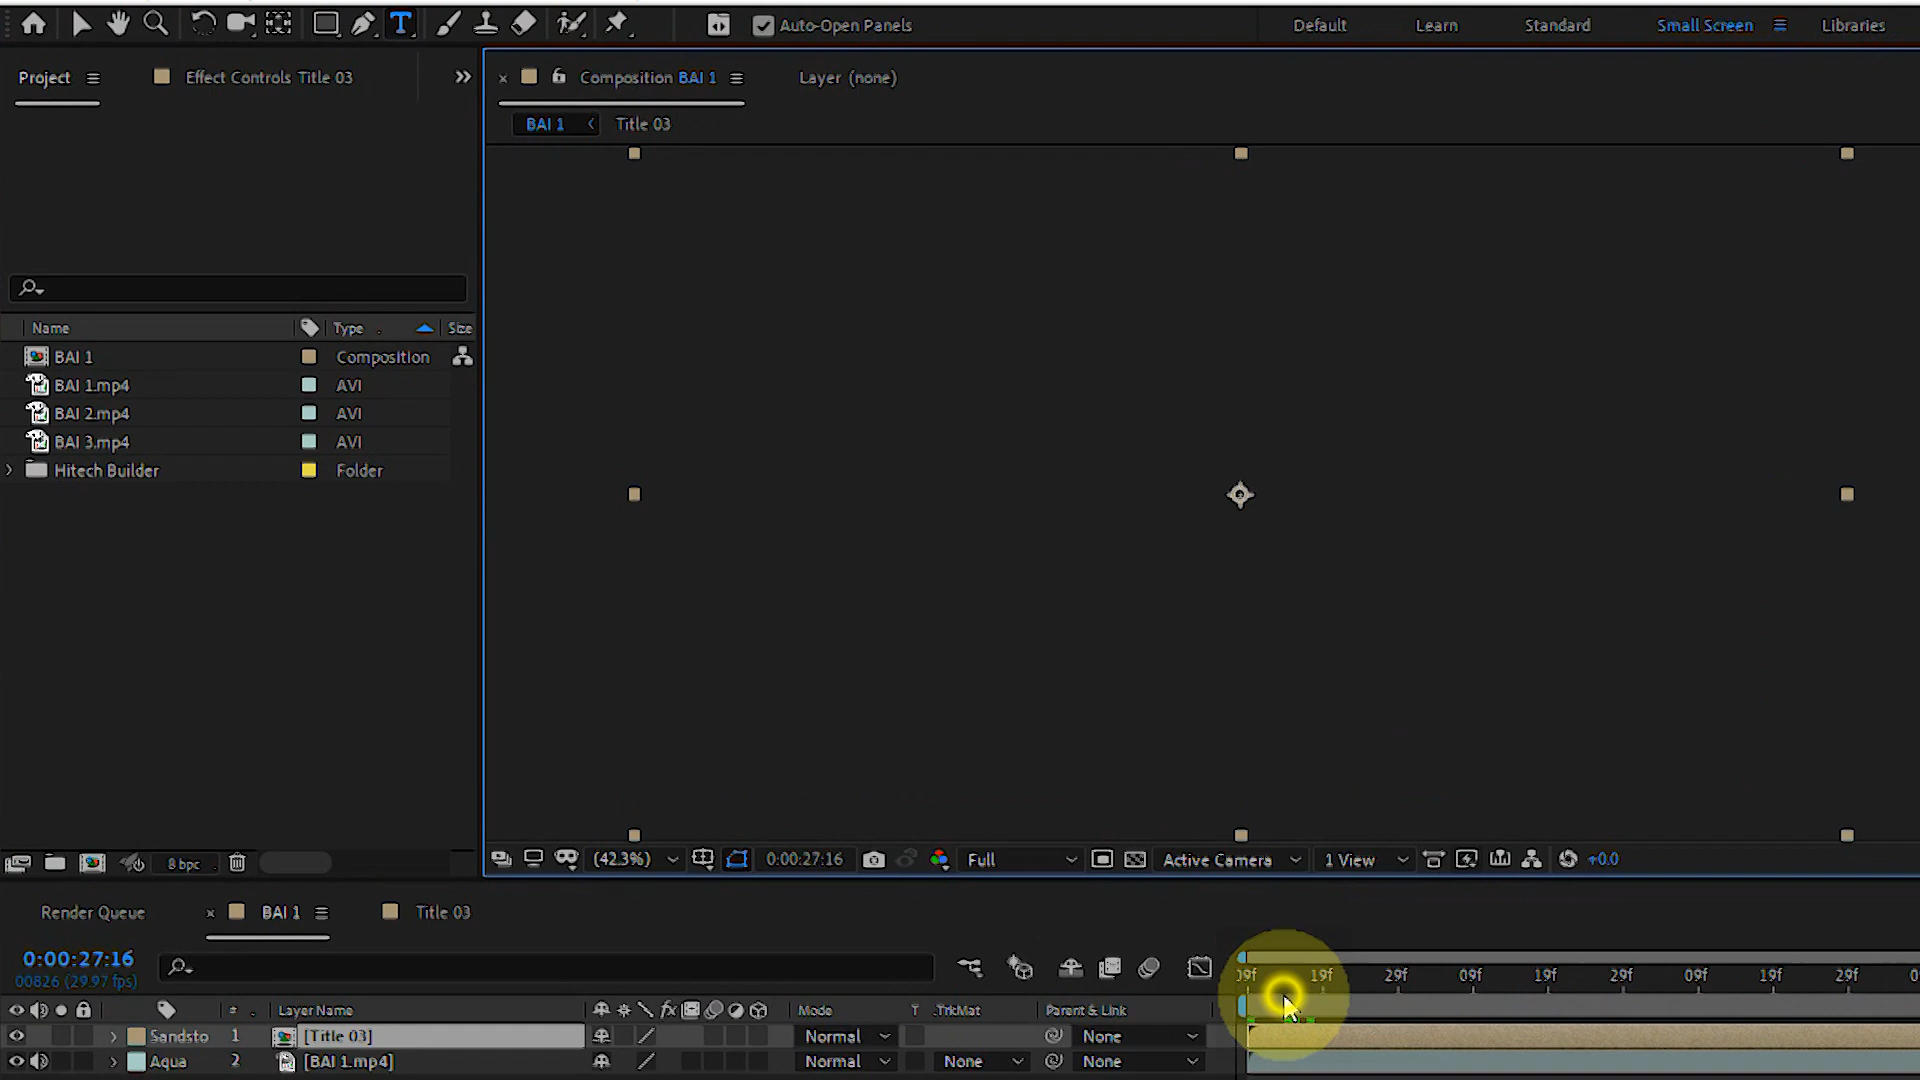 Auto-Open Panels
Default
Learn
Standard
Small Screen
Libraries
Project
Effect Controls Title 03
Composition BAI 1
Layer (none)
BAI 1
Title 03
Name
Type
Size
BAI 1
Composition
BAI 1.mp4
AVI
BAI 2.mp4
AVI
BAI 3.mp4
AVI
Hitech Builder
Folder
8 bpc
(42.3%)
0:00:27:16
Full
Active Camera
1 View
+0.0
Render Queue
BAI 1
Title 03
0:00:27:16
00826 (29.97 fps)
09f 19f 29f 09f 19f 29f 09f 19f 29f
# Layer Name
fx
Mode
T .TrkMat
Parent & Link
Sandsto 1 [Title 03]
Normal
None
Aqua 2 [BAI 1.mp4]
Normal
None
None